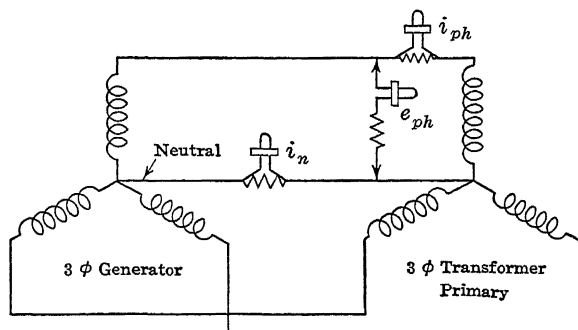 i_ph
e_ph
Neutral
i_n
3 φ Generator
3 φ Transformer
Primary